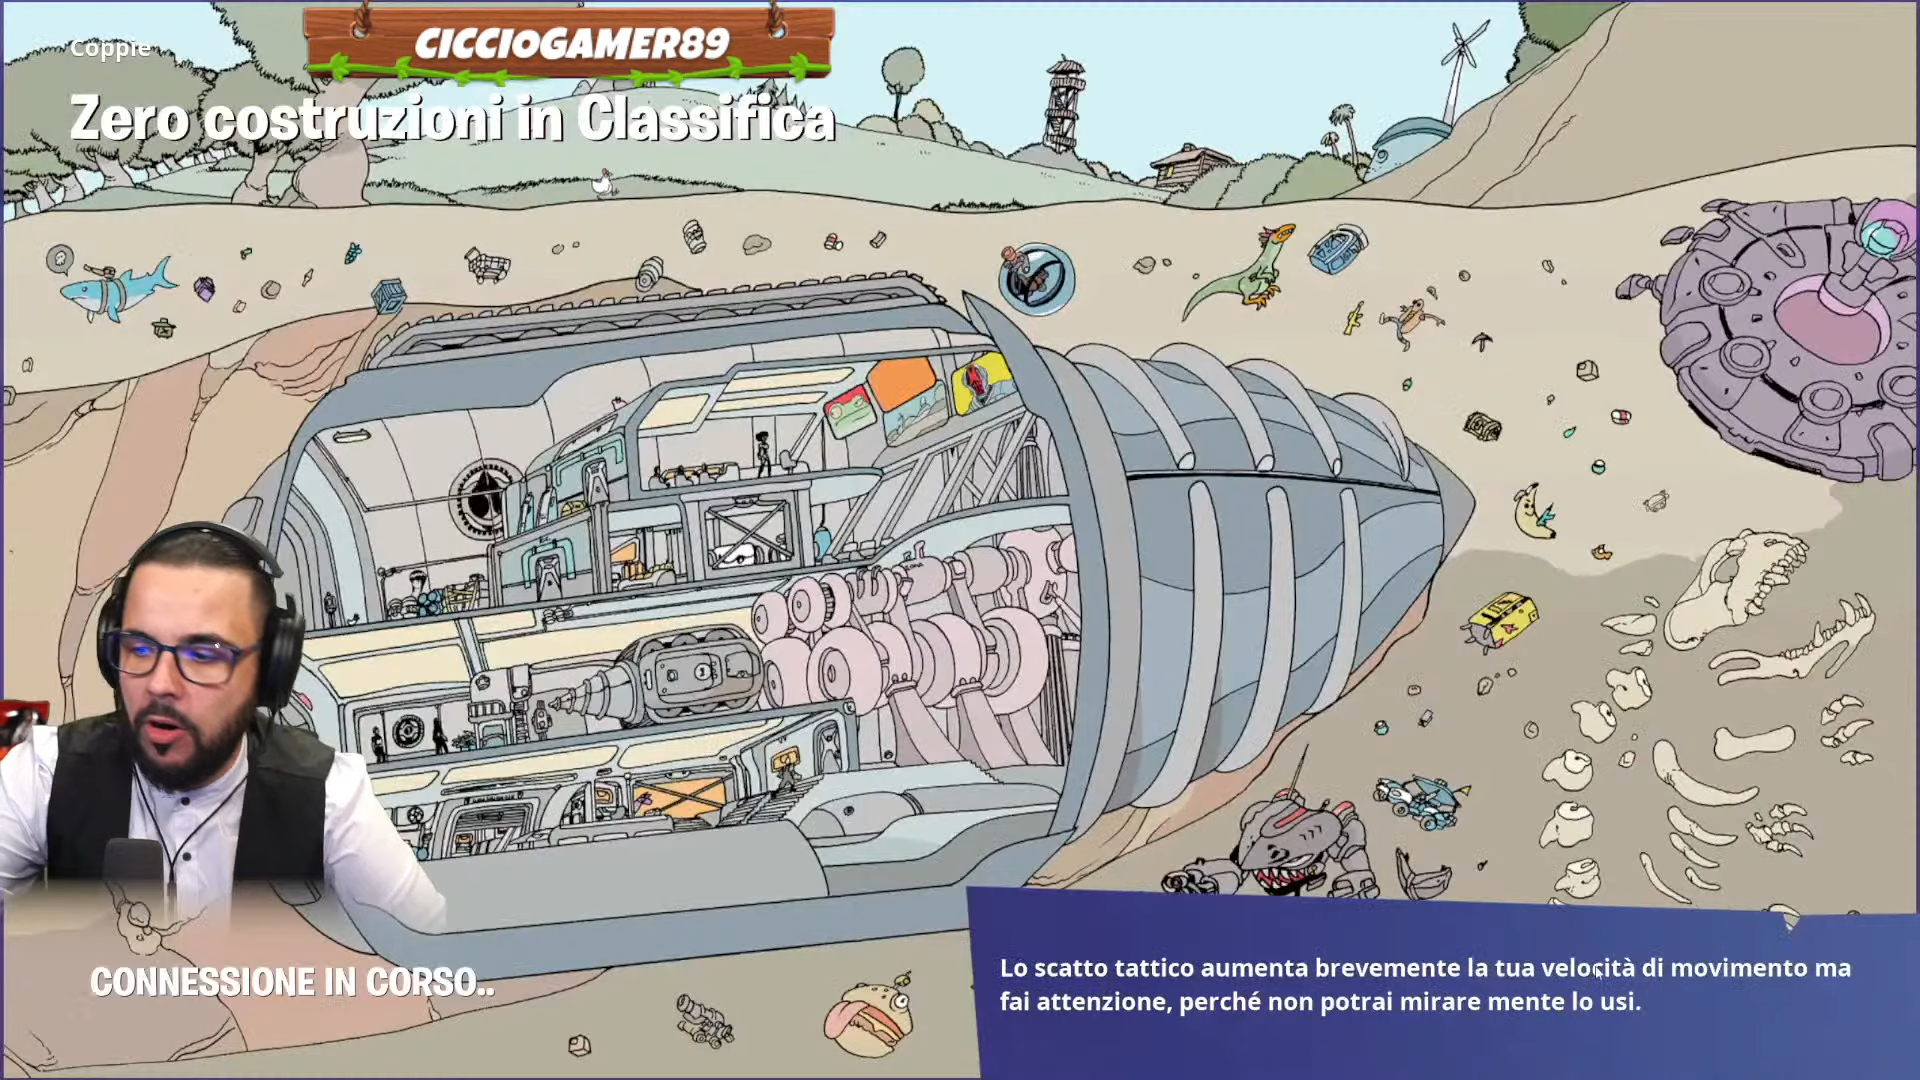 Coppie
CICCIOGAMER89
Zero costruzioni in Classifica
CONNESSIONE IN CORSO..
Lo scatto tattico aumenta brevemente la tua velocità di movimento ma
fai attenzione, perché non potrai mirare mente lo usi.